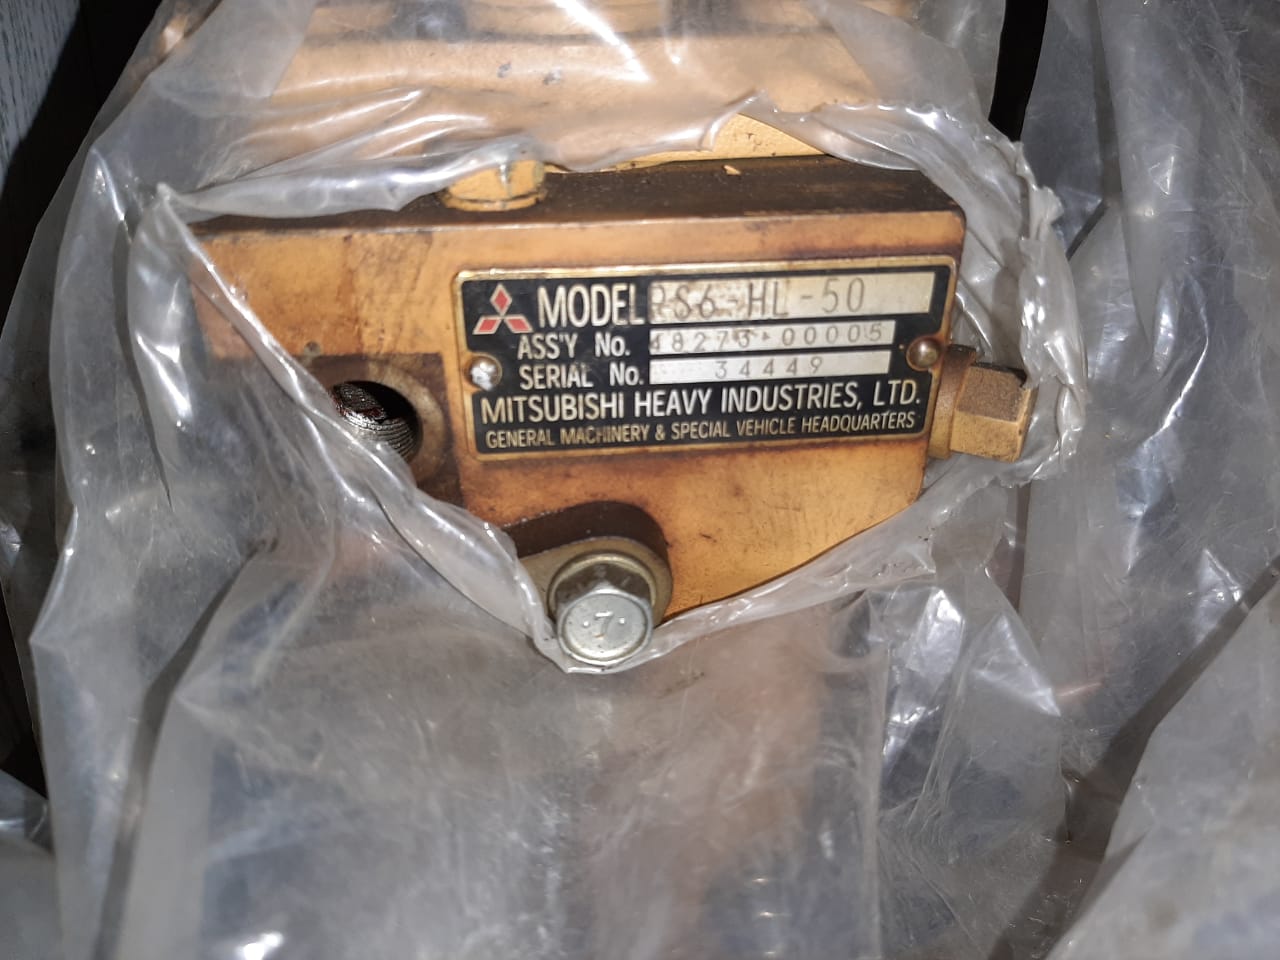 MODEL RS6-HL-50
ASS'Y No. 48273-00005
SERIAL No. 34449
MITSUBISHI HEAVY INDUSTRIES, LTD.
GENERAL MACHINERY & SPECIAL VEHICLE HEADQUARTERS
·7·